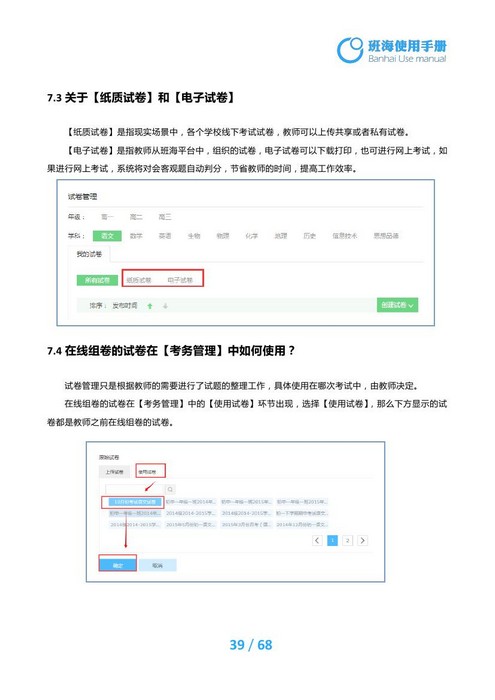 班海使用手册
Banhai Use manual
7.3 关于【纸质试卷】和【电子试卷】
【纸质试卷】是指现实场景中，各个学校线下考试试卷，教师可以上传共享或者私有试卷。
【电子试卷】是指教师从班海平台中，组织的试卷，电子试卷可以下载打印，也可进行网上考试，如
果进行网上考试，系统将对会客观题自动判分，节省教师的时间，提高工作效率。
试卷管理
年级： 高一 高二 高三
学科： 语文 数学 英语 生物 物理 化学 地理 历史 信息技术 思想品德
我的试卷
所有试卷 纸质试卷 电子试卷
排序： 发布时间
创建试卷
7.4 在线组卷的试卷在【考务管理】中如何使用？
试卷管理只是根据教师的需要进行了试题的整理工作，具体使用在哪次考试中，由教师决定。
在线组卷的试卷在【考务管理】中的【使用试卷】环节出现，选择【使用试卷】，那么下方显示的试
卷都是教师之前在线组卷的试卷。
原始试卷
上传试卷 使用试卷
1 2
确定 取消
39 / 68